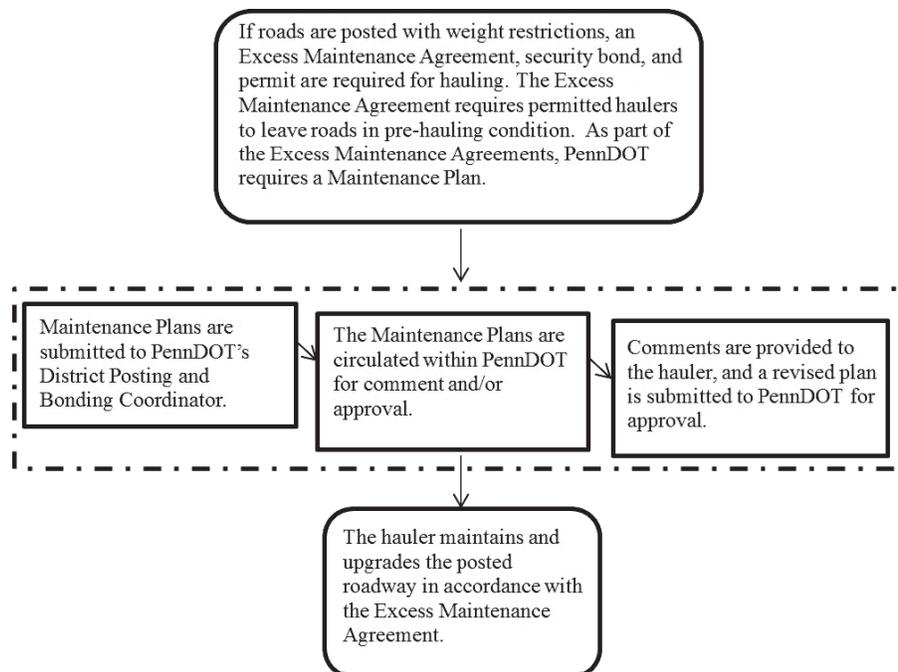 If roads are posted with weight restrictions, an
Excess Maintenance Agreement, security bond, and
permit are required for hauling. The Excess
Maintenance Agreement requires permitted haulers
to leave roads in pre-hauling condition. As part of
the Excess Maintenance Agreements, PennDOT
requires a Maintenance Plan.
Maintenance Plans are
submitted to PennDOT’s
District Posting and
Bonding Coordinator.
The Maintenance Plans are
circulated within PennDOT
for comment and/or
approval.
Comments are provided to
the hauler, and a revised plan
is submitted to PennDOT for
approval.
The hauler maintains and
upgrades the posted
roadway in accordance with
the Excess Maintenance
Agreement.